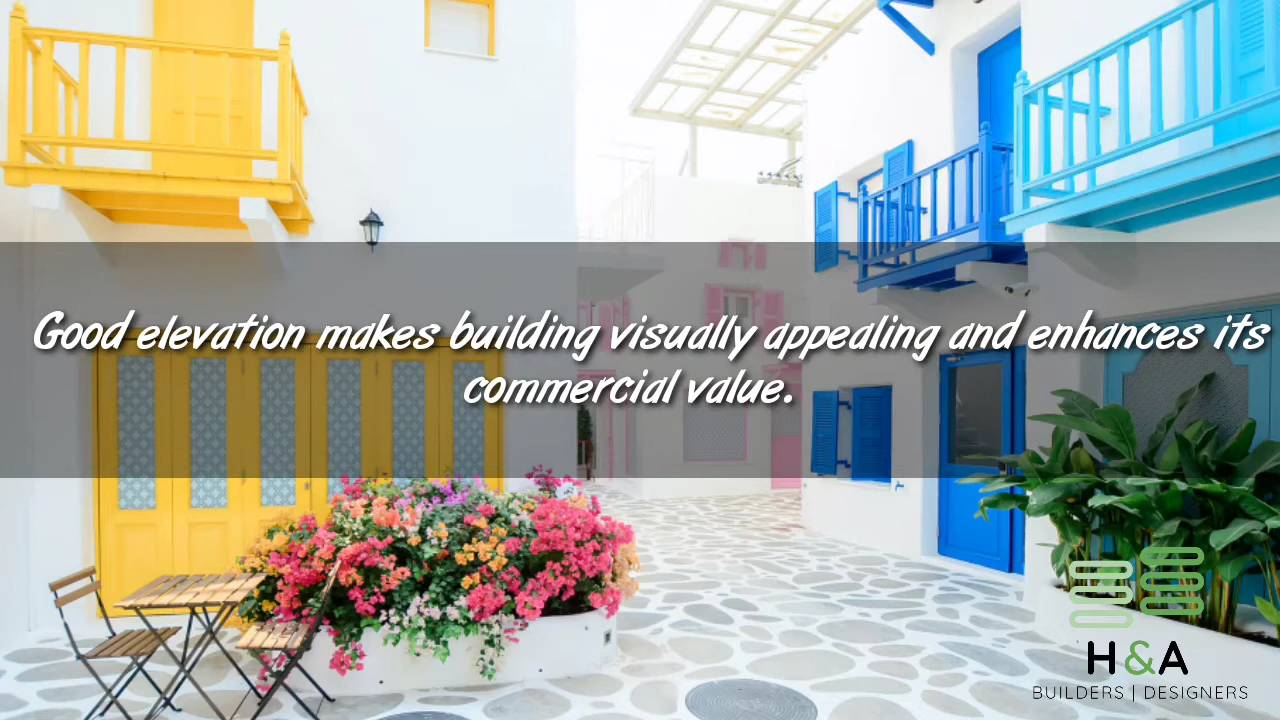 Good elevation makes building visually appealing and enhances its
commercial value.
H&A
BUILDERS | DESIGNERS